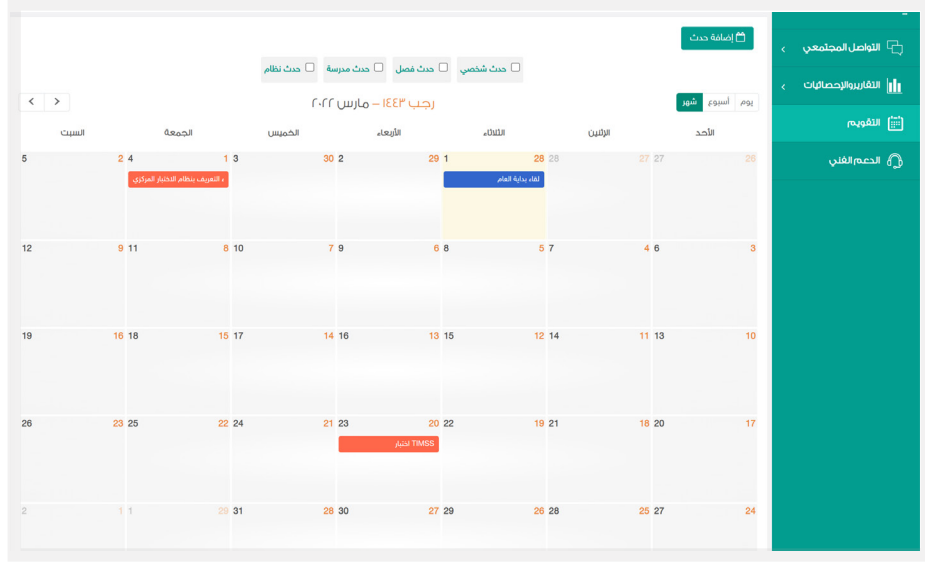 التواصل المجتمعي
التقاريروالإحصائيات
التقويم
الدعم الفني
إضافة حدث
حدث شخصي حدث فصل حدث مدرسة حدث نظام
يوم أسبوع شهر
رجب ١٤٤٣ – مارس ٢٠٢٢
الأحد الإثنين الثلاثاء الأربعاء الخميس الجمعة السبت
26 27 27 28 28 1 29 2 30 3 1 4 2 5
لقاء بداية العام
ء التعريف بنظام الاختبار المركزي
3 6 4 7 5 8 6 9 7 10 8 11 9 12
10 13 11 14 12 15 13 16 14 17 15 18 16 19
17 20 18 21 19 22 20 23 21 24 22 25 23 26
TIMSS اختبار
24 27 25 28 26 29 27 30 28 31 29 1 1 2